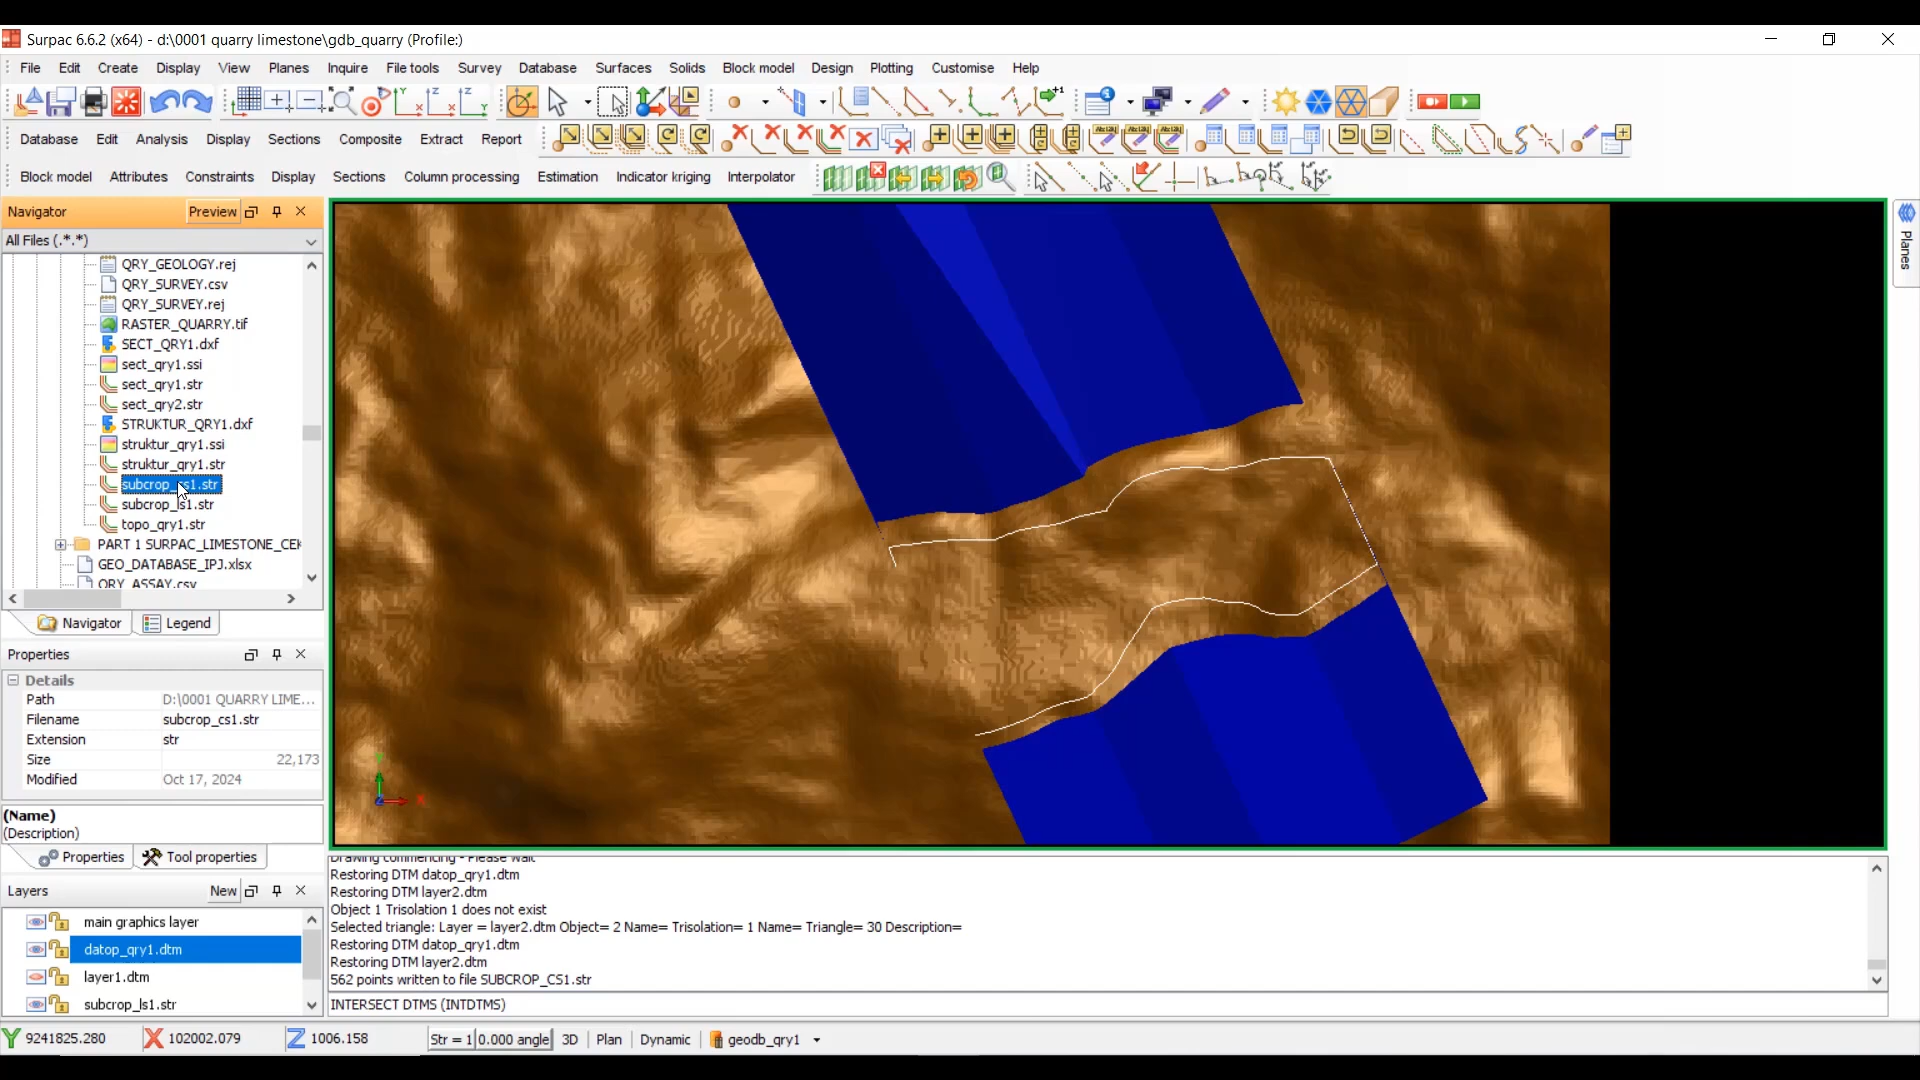 Surpac 6.6.2 (x64) - d:\0001 quarry limestone\gdb_quarry (Profile:)
File Edit Create Display View Planes Inquire File tools Survey Database Surfaces Solids Block model Design Plotting Customise Help
Database Edit Analysis Display Sections Composite Extract Report
Block model Attributes Constraints Display Sections Column processing Estimation Indicator kriging Interpolator
Navigator Preview
All Files (.*.*)
QRY_GEOLOGY.rej
QRY_SURVEY.csv
QRY_SURVEY.rej
RASTER_QUARRY.tif
SECT_QRY1.dxf
sect_qry1.ssi
sect_qry1.str
sect_qry2.str
STRUKTUR_QRY1.dxf
struktur_qry1.ssi
struktur_qry1.str
subcrop_cs1.str
subcrop_ls1.str
topo_qry1.str
PART 1 SURPAC_LIMESTONE_CEK
GEO_DATABASE_IPJ.xlsx
QRY_ASSAY.csv
Navigator Legend
Properties
Details
Path D:\0001 QUARRY LIME...
Filename subcrop_cs1.str
Extension str
Size 22,173
Modified Oct 17, 2024
(Name)
(Description)
Properties Tool properties
Layers New
main graphics layer
datop_qry1.dtm
layer1.dtm
subcrop_ls1.str
Planes
Drawing commencing - Please wait
Restoring DTM datop_qry1.dtm
Restoring DTM layer2.dtm
Object 1 Trisolation 1 does not exist
Selected triangle: Layer = layer2.dtm Object= 2 Name= Trisolation= 1 Name= Triangle= 30 Description=
Restoring DTM datop_qry1.dtm
Restoring DTM layer2.dtm
562 points written to file SUBCROP_CS1.str
INTERSECT DTMS (INTDTMS)
Y 9241825.280 X 102002.079 Z 1006.158 Str = 1 0.000 angle 3D Plan Dynamic geodb_qry1